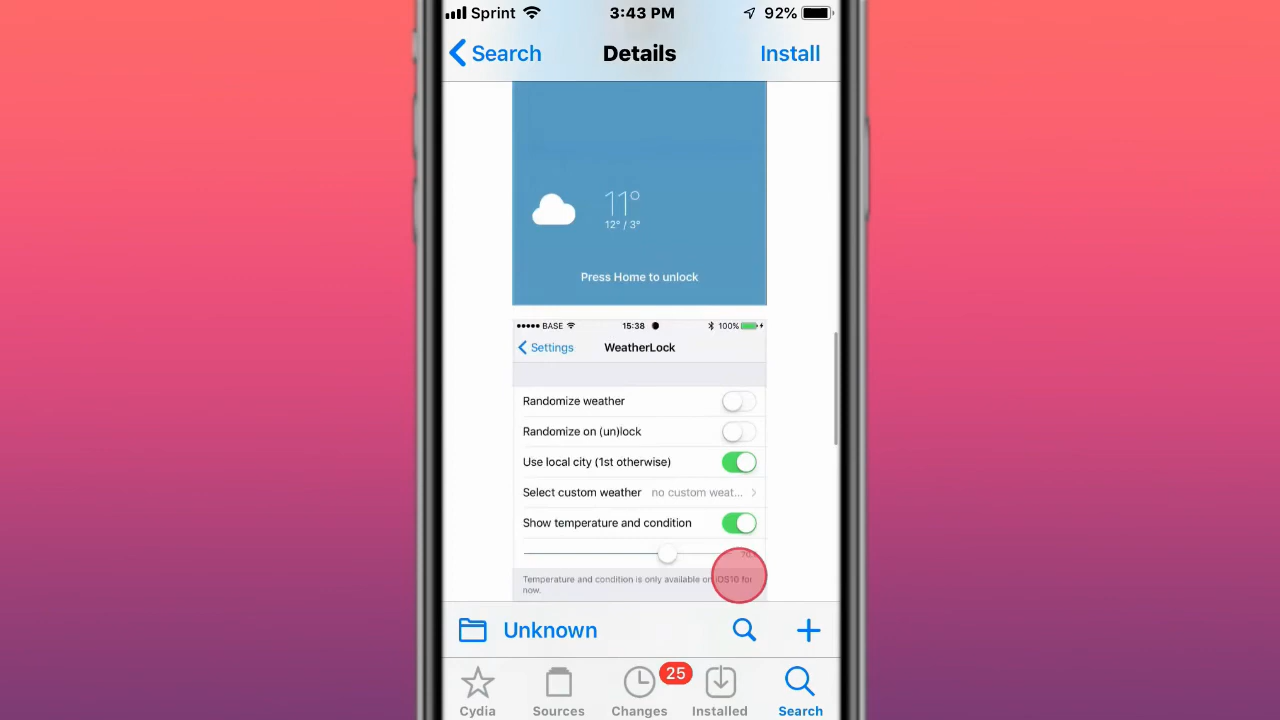 Sprint 3:43 PM 92%
Search Details Install
11°
12° / 3°
Press Home to unlock
BASE 15:38 100%
Settings WeatherLock
Randomize weather
Randomize on (un)lock
Use local city (1st otherwise)
Select custom weather no custom weat...
Show temperature and condition
Temperature and condition is only available on iOS10 for
now.
Unknown
25
Cydia Sources Changes Installed Search